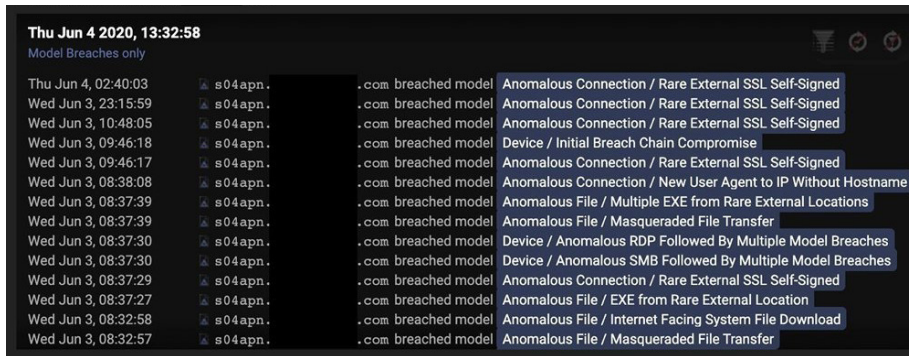 Thu Jun 4 2020, 13:32:58
Model Breaches only
Thu Jun 4, 02:40:03 s04apn. .com breached model Anomalous Connection / Rare External SSL Self-Signed
Wed Jun 3, 23:15:59 s04apn. .com breached model Anomalous Connection / Rare External SSL Self-Signed
Wed Jun 3, 10:48:05 s04apn. .com breached model Anomalous Connection / Rare External SSL Self-Signed
Wed Jun 3, 09:46:18 s04apn. .com breached model Device / Initial Breach Chain Compromise
Wed Jun 3, 09:46:17 s04apn. .com breached model Anomalous Connection / Rare External SSL Self-Signed
Wed Jun 3, 08:38:08 s04apn. .com breached model Anomalous Connection / New User Agent to IP Without Hostname
Wed Jun 3, 08:37:39 s04apn. .com breached model Anomalous File / Multiple EXE from Rare External Locations
Wed Jun 3, 08:37:39 s04apn. .com breached model Anomalous File / Masqueraded File Transfer
Wed Jun 3, 08:37:30 s04apn. .com breached model Device / Anomalous RDP Followed By Multiple Model Breaches
Wed Jun 3, 08:37:30 s04apn. .com breached model Device / Anomalous SMB Followed By Multiple Model Breaches
Wed Jun 3, 08:37:29 s04apn. .com breached model Anomalous Connection / Rare External SSL Self-Signed
Wed Jun 3, 08:37:27 s04apn. .com breached model Anomalous File / EXE from Rare External Location
Wed Jun 3, 08:32:58 s04apn. .com breached model Anomalous File / Internet Facing System File Download
Wed Jun 3, 08:32:57 s04apn. .com breached model Anomalous File / Masqueraded File Transfer